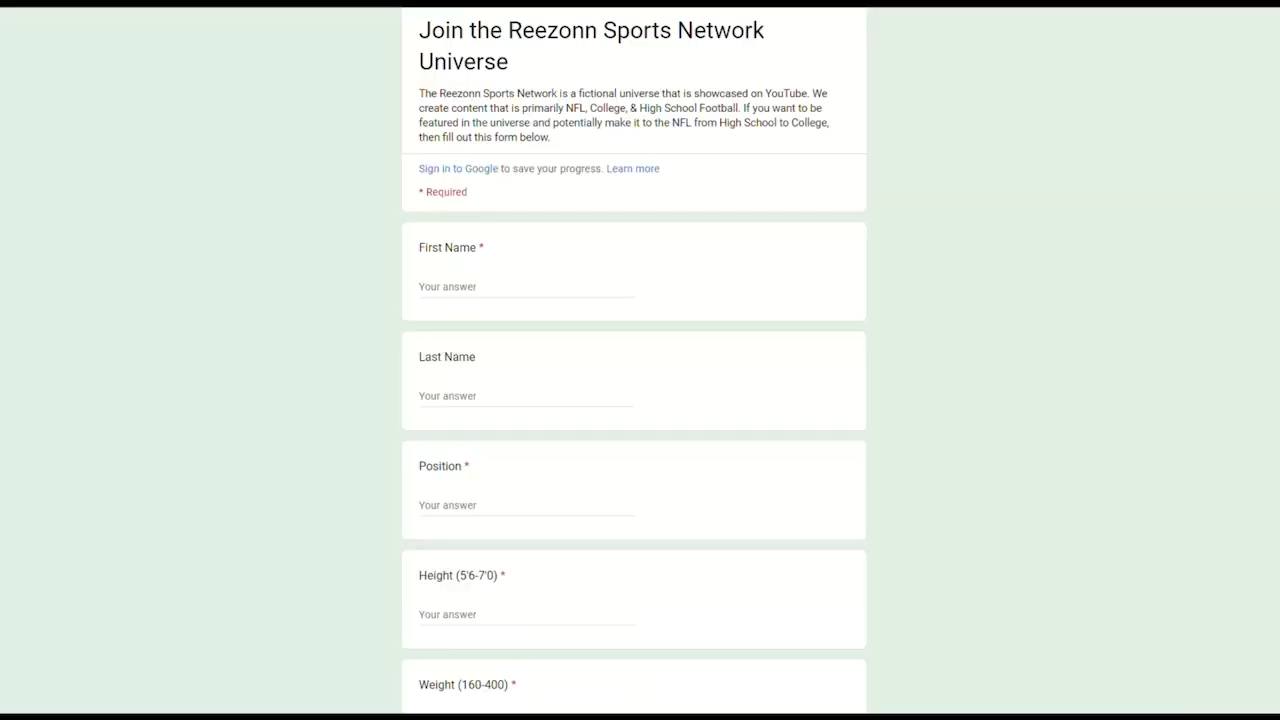 Join the Reezonn Sports Network
Universe
The Reezonn Sports Network is a fictional universe that is showcased on YouTube. We
create content that is primarily NFL, College, & High School Football. If you want to be
featured in the universe and potentially make it to the NFL from High School to College,
then fill out this form below.
Sign in to Google to save your progress. Learn more
* Required
First Name *
Your answer
Last Name
Your answer
Position *
Your answer
Height (5'6-7'0) *
Your answer
Weight (160-400) *